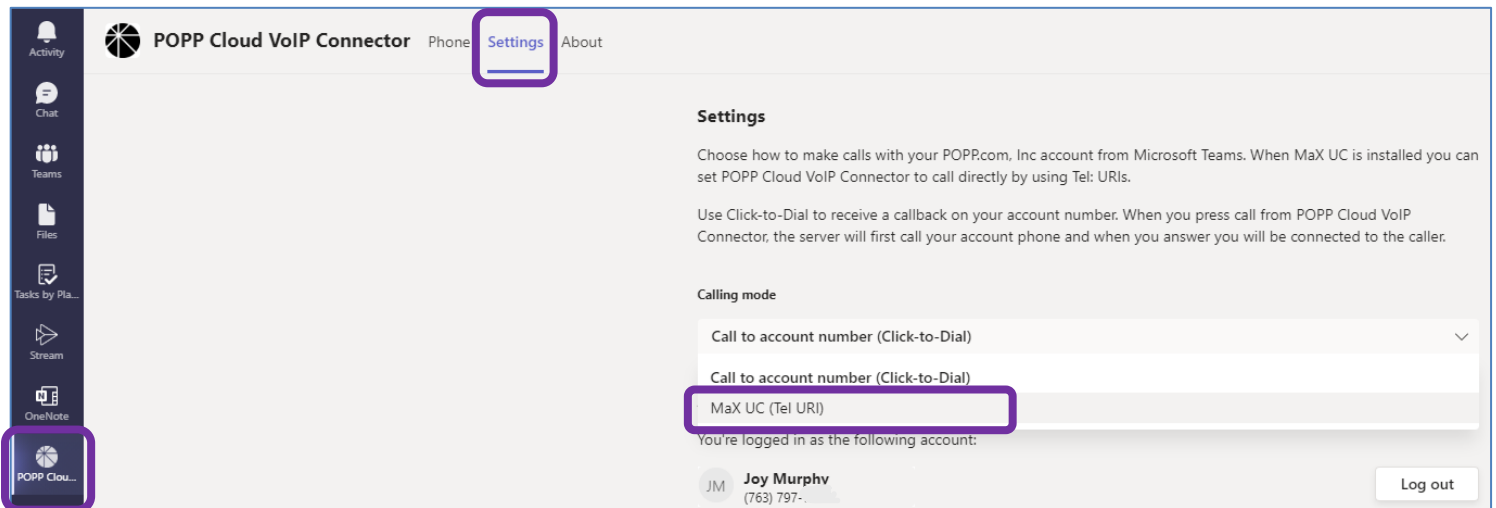 Activity
Chat
Teams
Files
Tasks by Pla...
Stream
OneNote
POPP Clou...
POPP Cloud VoIP Connector Phone Settings About
Settings
Choose how to make calls with your POPP.com, Inc account from Microsoft Teams. When MaX UC is installed you can
set POPP Cloud VoIP Connector to call directly by using Tel: URIs.
Use Click-to-Dial to receive a callback on your account number. When you press call from POPP Cloud VoIP
Connector, the server will first call your account phone and when you answer you will be connected to the caller.
Calling mode
Call to account number (Click-to-Dial)
Call to account number (Click-to-Dial)
MaX UC (Tel URI)
You're logged in as the following account:
JM Joy Murphy
(763) 797-
Log out